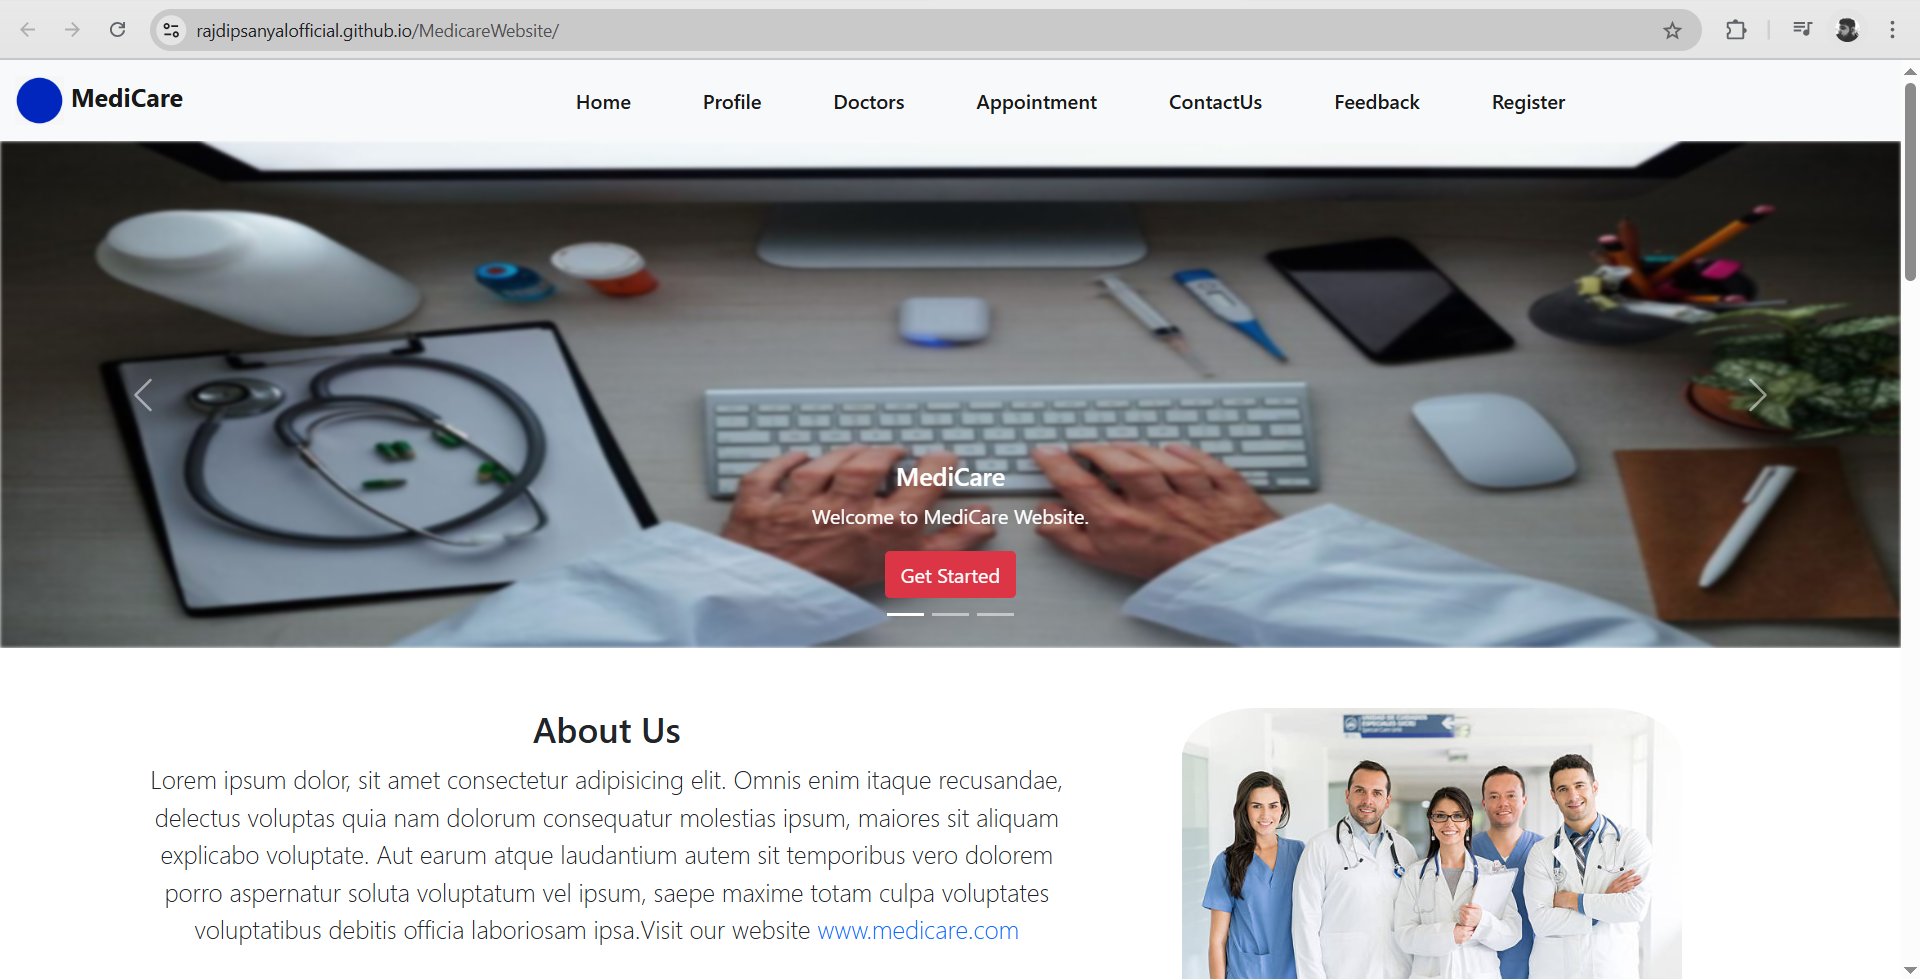 rajdipsanyalofficial.github.io/MedicareWebsite/
MediCare
Home Profile Doctors Appointment ContactUs Feedback Register
MediCare
Welcome to MediCare Website.
Get Started
About Us
Lorem ipsum dolor, sit amet consectetur adipisicing elit. Omnis enim itaque recusandae,
delectus voluptas quia nam dolorum consequatur molestias ipsum, maiores sit aliquam
explicabo voluptate. Aut earum atque laudantium autem sit temporibus vero dolorem
porro aspernatur soluta voluptatum vel ipsum, saepe maxime totam culpa voluptates
voluptatibus debitis officia laboriosam ipsa.Visit our website www.medicare.com